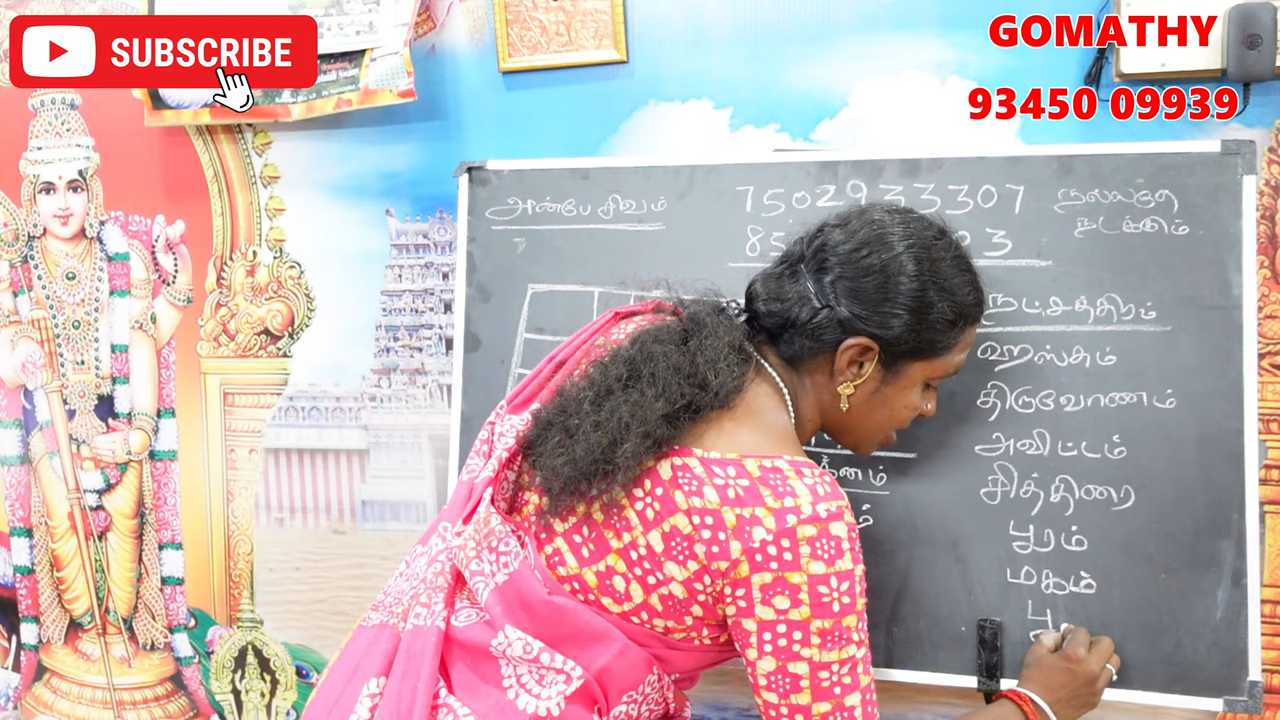 SUBSCRIBE
GOMATHY
93450 09939
அன்பே சிவம்
7502933307
நல்லதே
நடக்கும்
நட்சத்திரம்
ஹஸ்தம்
திருவோணம்
அவிட்டம்
சித்திரை
பூரம்
மகம்